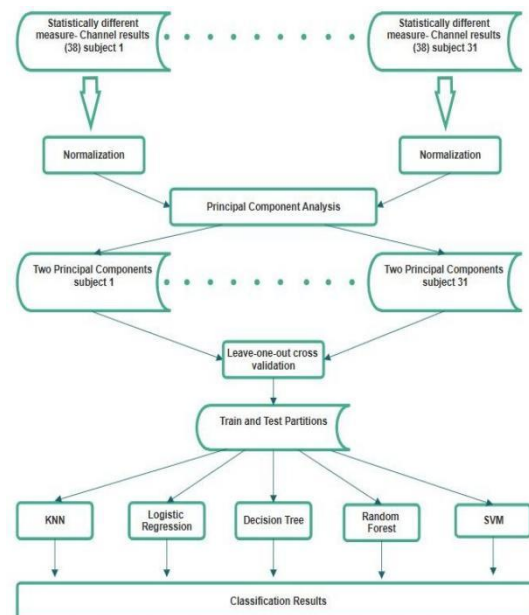 Statistically different
measure- Channel results
(38) subject 1
Statistically different
measure- Channel results
(38) subject 31
Normalization
Normalization
Principal Component Analysis
Two Principal Components
subject 1
Two Principal Components
subject 31
Leave-one-out cross
validation
Train and Test Partitions
KNN
Logistic
Regression
Decision Tree
Random
Forest
SVM
Classification Results